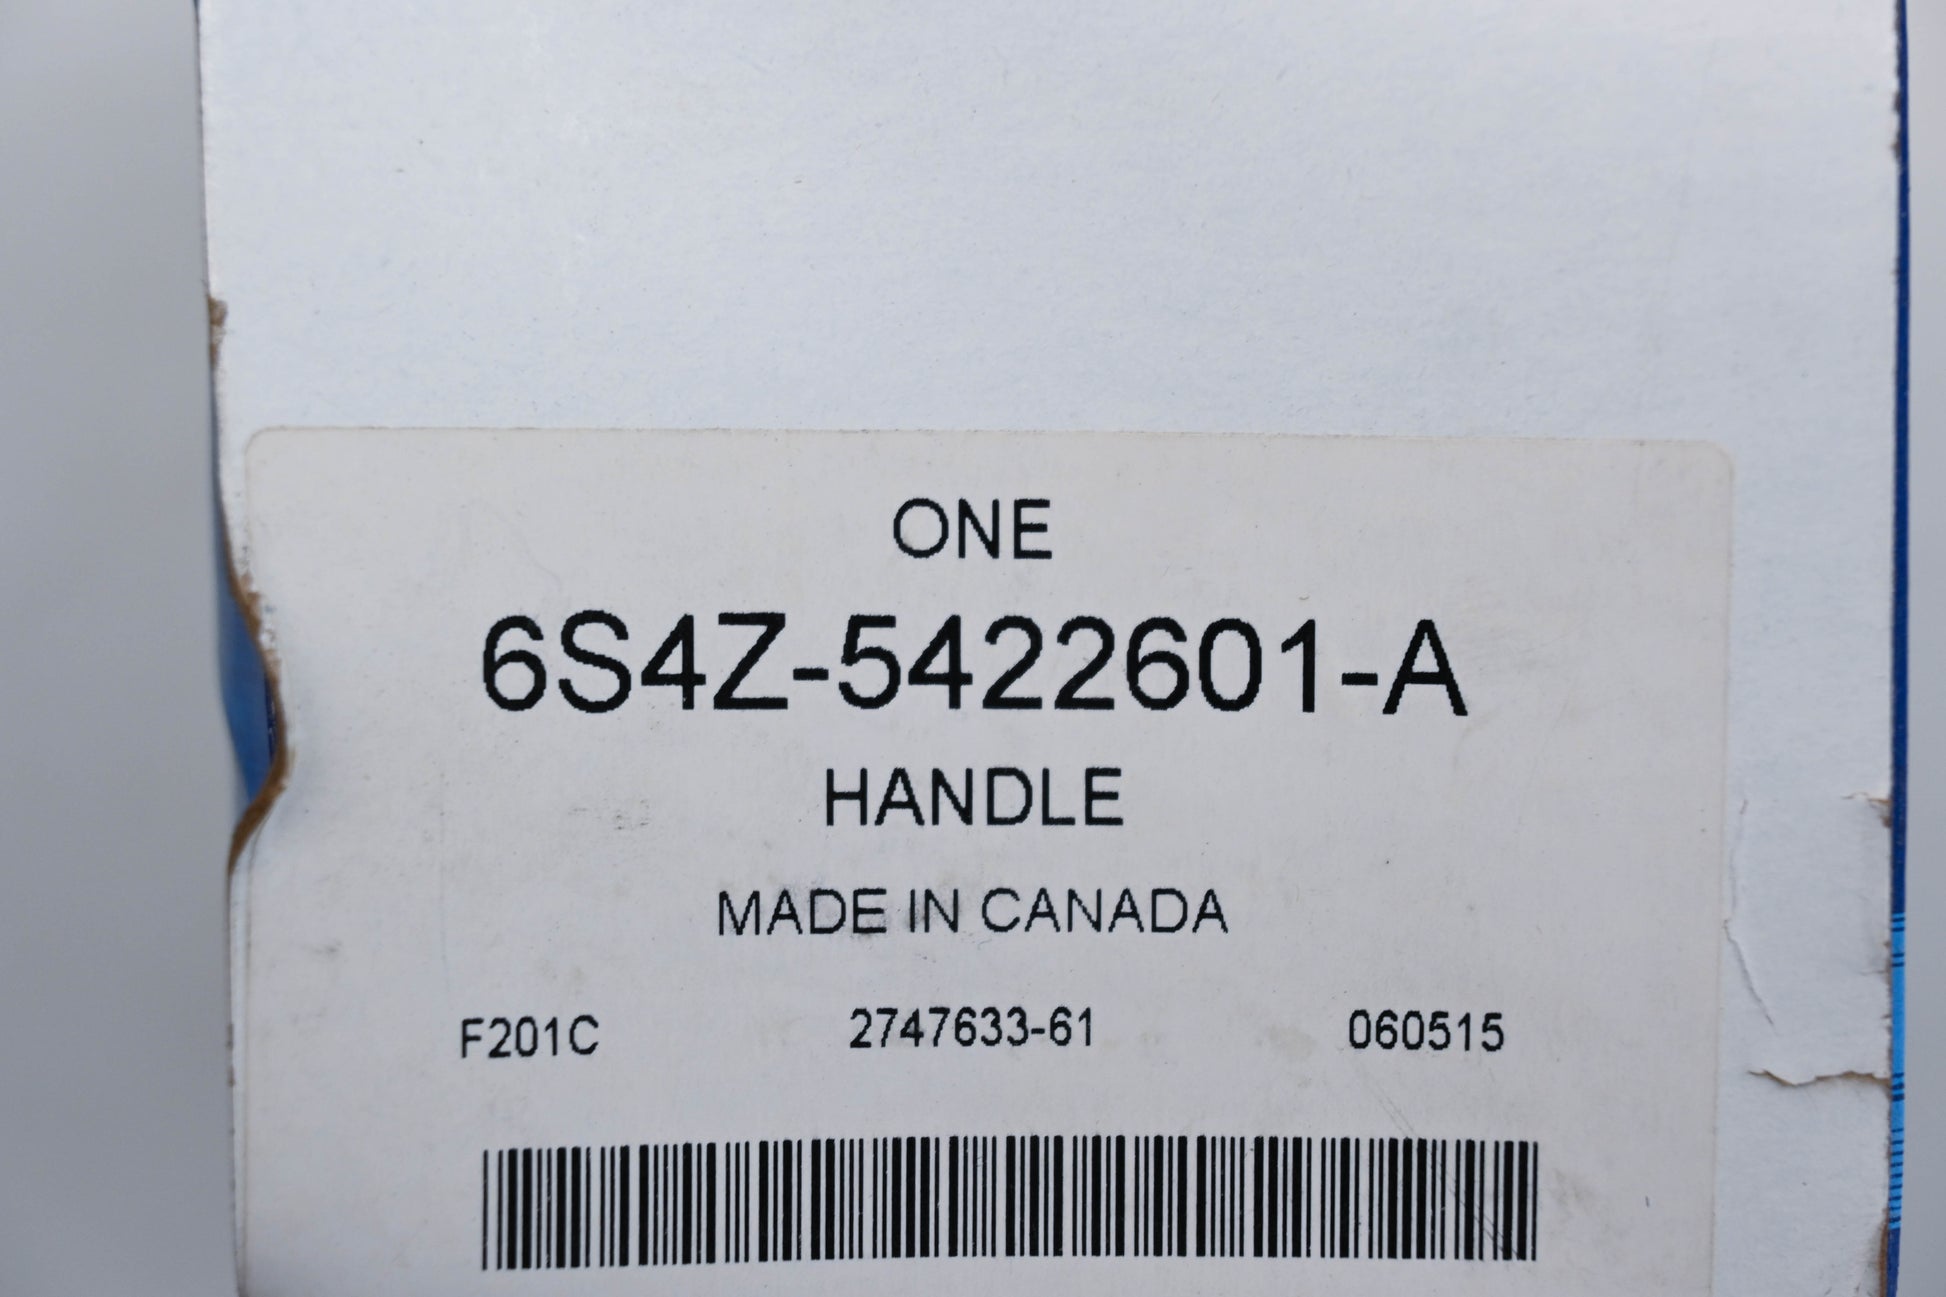 ONE
6S4Z-5422601-A
HANDLE
MADE IN CANADA
F201C 2747633-61 060515